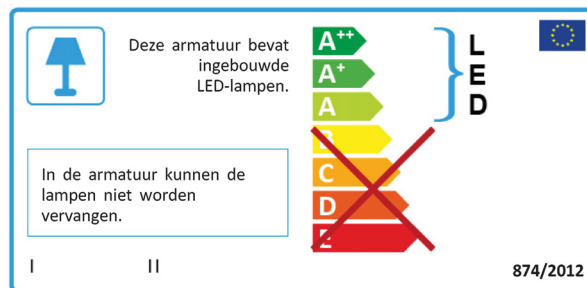 Deze armatuur bevat
ingebouwde
LED-lampen.
A++
A+
A
B
C
D
E
L
E
D
In de armatuur kunnen de
lampen niet worden
vervangen.
I II
874/2012